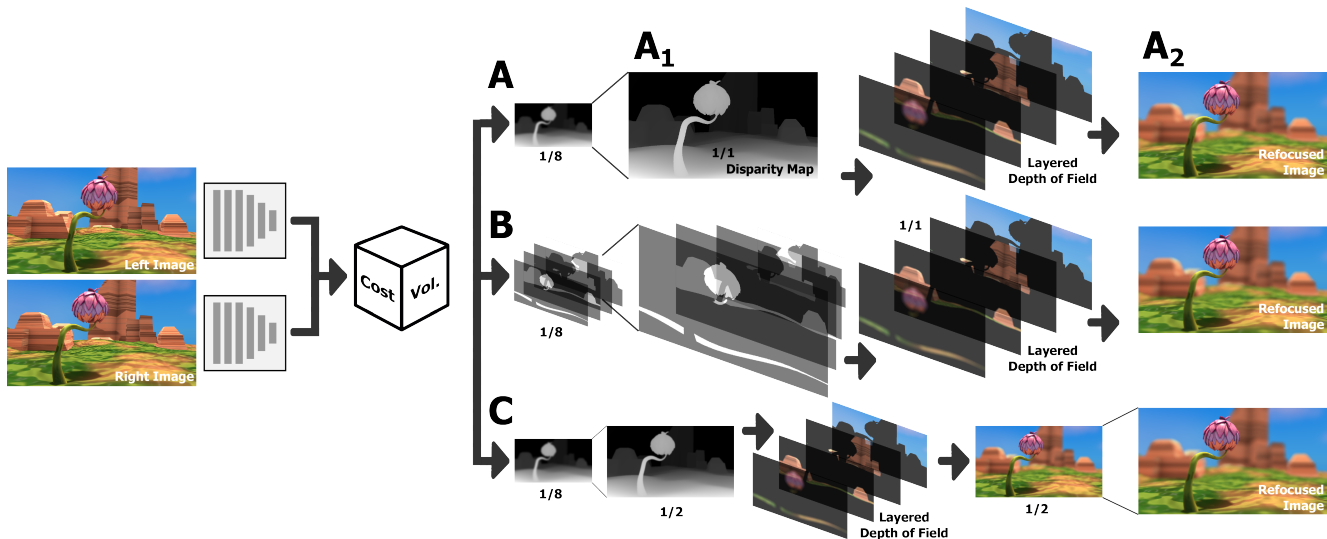 Left Image
Right Image
Cost
Vol.
A
1/8
A1
1/1
Disparity Map
Layered
Depth of Field
A2
Refocused
Image
B
1/8
1/1
Layered
Depth of Field
Refocused
Image
C
1/8
1/2
Layered
Depth of Field
1/2
Refocused
Image